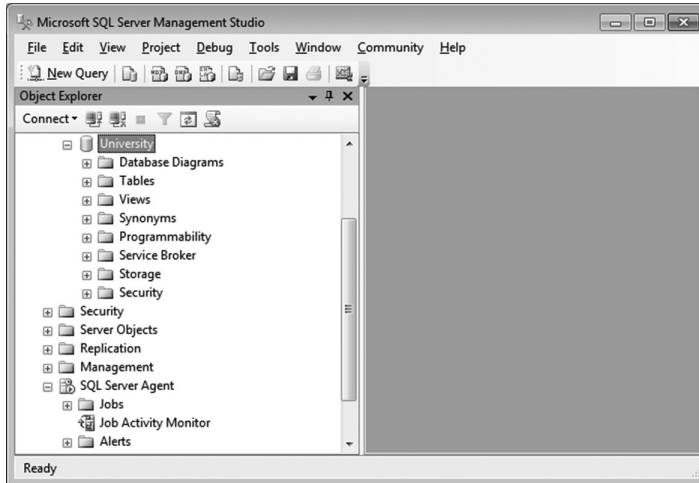 Microsoft SQL Server Management Studio
File Edit View Project Debug Tools Window Community Help
New Query
Object Explorer
Connect
University
Database Diagrams
Tables
Views
Synonyms
Programmability
Service Broker
Storage
Security
Security
Server Objects
Replication
Management
SQL Server Agent
Jobs
Job Activity Monitor
Alerts
Ready